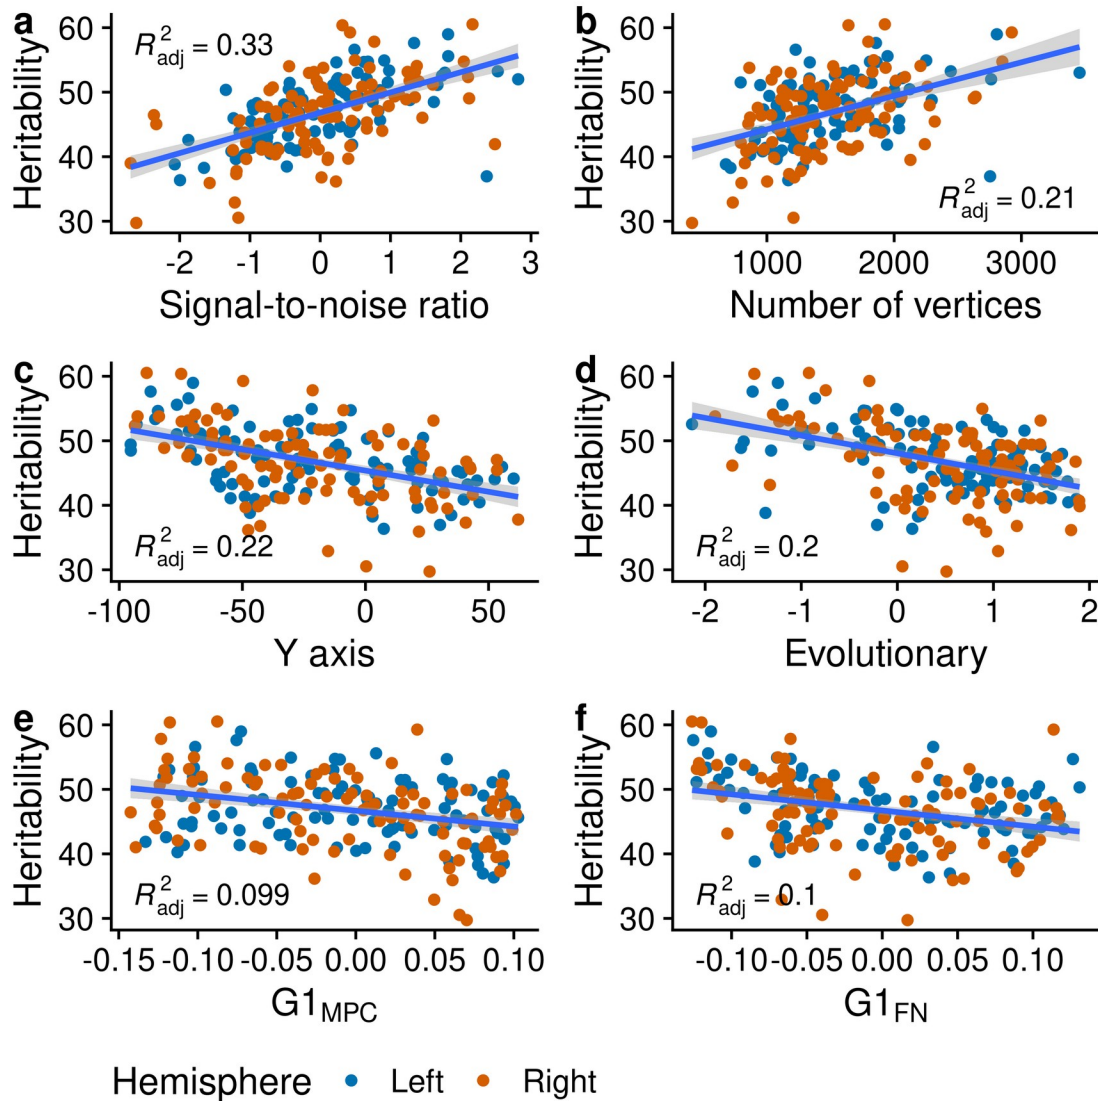 a
R²adj = 0.33
Heritability
60
50
40
30
-2 -1 0 1 2 3
Signal-to-noise ratio
b
Heritability
60
50
40
30
R²adj = 0.21
1000 2000 3000
Number of vertices
c
Heritability
60
50
40
30
R²adj = 0.22
-100 -50 0 50
Y axis
d
Heritability
60
50
40
30
R²adj = 0.2
-2 -1 0 1 2
Evolutionary
e
Heritability
60
50
40
30
R²adj = 0.099
-0.15 -0.10 -0.05 0.00 0.05 0.10
G1MPC
f
Heritability
60
50
40
30
R²adj = 0.1
-0.10 -0.05 0.00 0.05 0.10
G1FN
Hemisphere Left Right